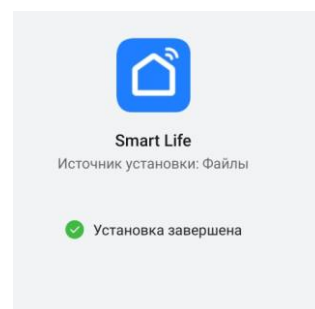 Smart Life
Источник установки: Файлы
Установка завершена